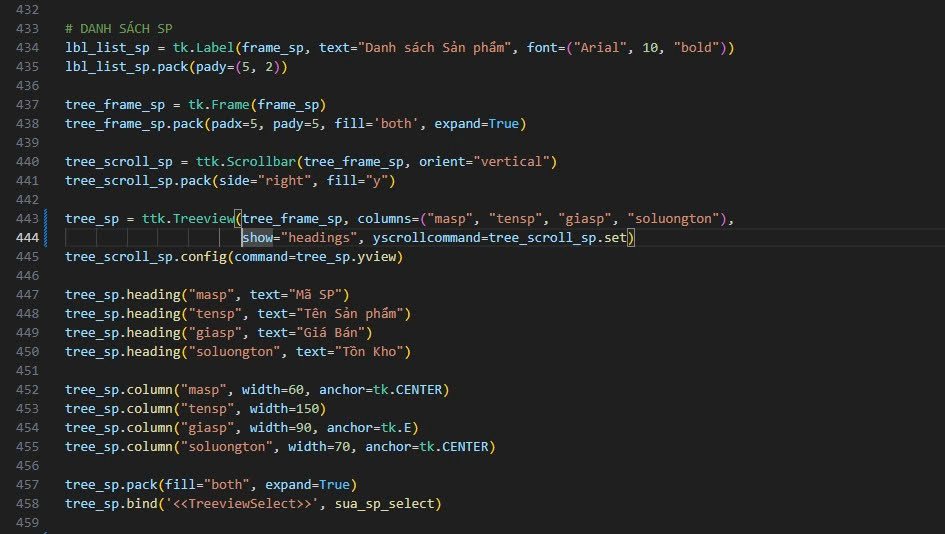 432
433 # DANH SÁCH SP
434 lbl_list_sp = tk.Label(frame_sp, text="Danh sách Sản phẩm", font=("Arial", 10, "bold"))
435 lbl_list_sp.pack(pady=(5, 2))
436
437 tree_frame_sp = tk.Frame(frame_sp)
438 tree_frame_sp.pack(padx=5, pady=5, fill='both', expand=True)
439
440 tree_scroll_sp = ttk.Scrollbar(tree_frame_sp, orient="vertical")
441 tree_scroll_sp.pack(side="right", fill="y")
442
443 tree_sp = ttk.Treeview(tree_frame_sp, columns=("masp", "tensp", "giasp", "soluongton"),
444 show="headings", yscrollcommand=tree_scroll_sp.set)
445 tree_scroll_sp.config(command=tree_sp.yview)
446
447 tree_sp.heading("masp", text="Mã SP")
448 tree_sp.heading("tensp", text="Tên Sản phẩm")
449 tree_sp.heading("giasp", text="Giá Bán")
450 tree_sp.heading("soluongton", text="Tồn Kho")
451
452 tree_sp.column("masp", width=60, anchor=tk.CENTER)
453 tree_sp.column("tensp", width=150)
454 tree_sp.column("giasp", width=90, anchor=tk.E)
455 tree_sp.column("soluongton", width=70, anchor=tk.CENTER)
456
457 tree_sp.pack(fill="both", expand=True)
458 tree_sp.bind('<<TreeviewSelect>>', sua_sp_select)
459